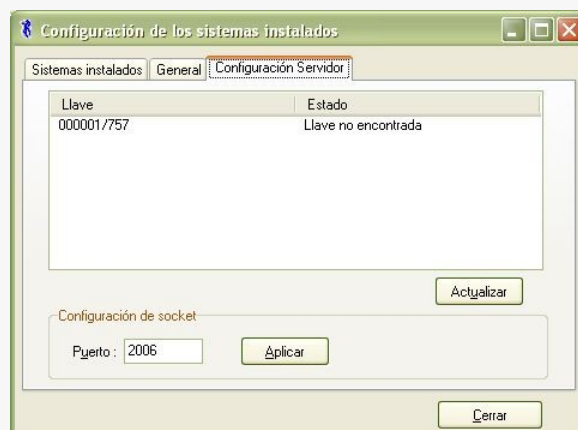 Configuración de los sistemas instalados
Sistemas instalados General Configuración Servidor
Llave Estado
000001/757 Llave no encontrada
Actualizar
Configuración de socket
Puerto : 2006 Aplicar
Cerrar